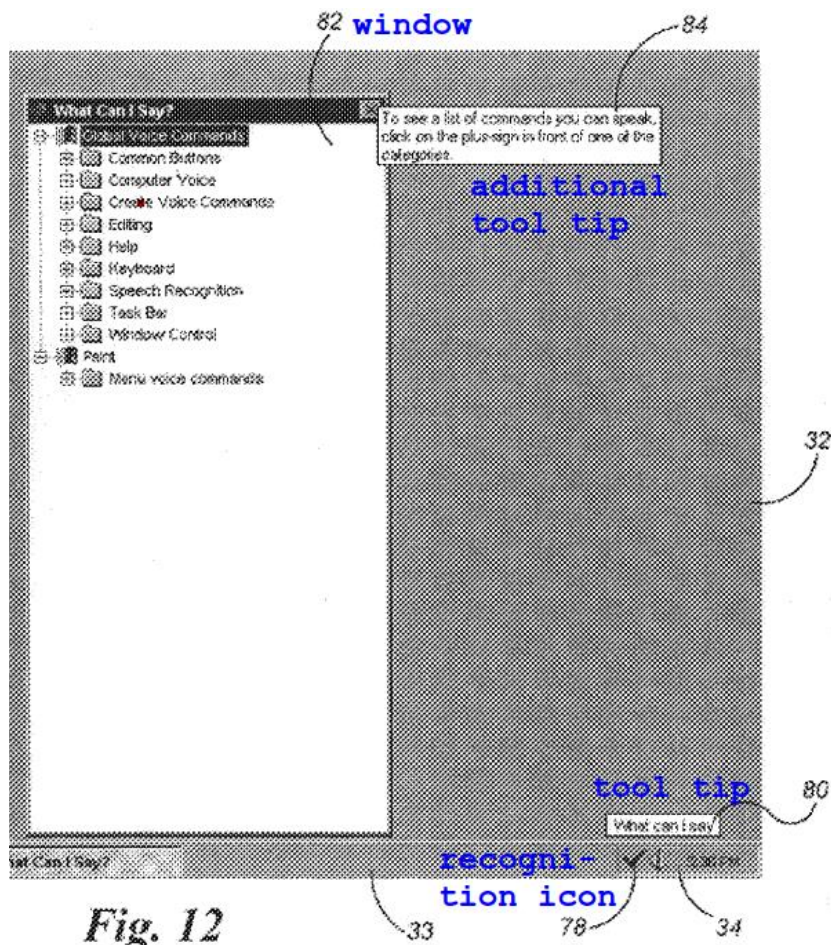 82 window
84
What Can I Say?
To see a list of commands you can speak,
click on the plus-sign in front of one of the
categories.
Global Voice Commands
Common Buttons
Computer Voice
Create Voice Commands
Editing
Help
Keyboard
Speech Recognition
Task Bar
Window Control
Paint
Menu voice commands
additional
tool tip
32
tool tip
80
What can I say
hat Can I Say?
recogni-
tion icon
5:36 PM
Fig. 12
33
78
34